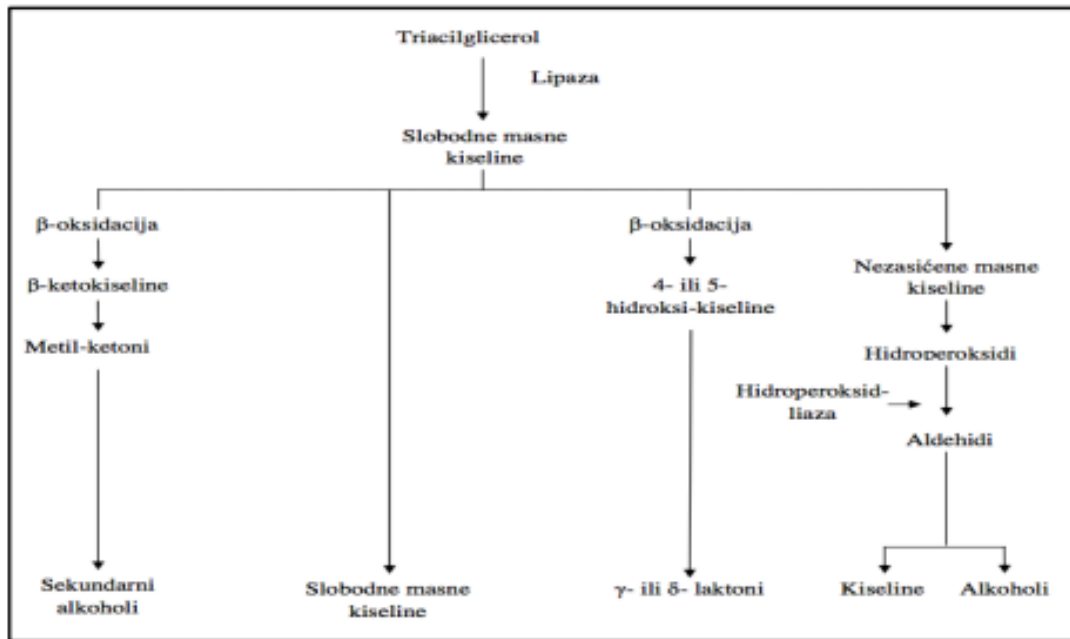 Triacilglicerol
Lipaza
Slobodne masne
kiseline
β-oksidacija
β-ketokiseline
Metil-ketoni
Sekundarni
alkoholi
Slobodne masne
kiseline
β-oksidacija
4- ili 5-
hidroksi-kiseline
γ- ili δ- laktoni
Nezasićene masne
kiseline
Hidroperoksidi
Hidroperoksid-
liaza
Aldehidi
Kiseline
Alkoholi